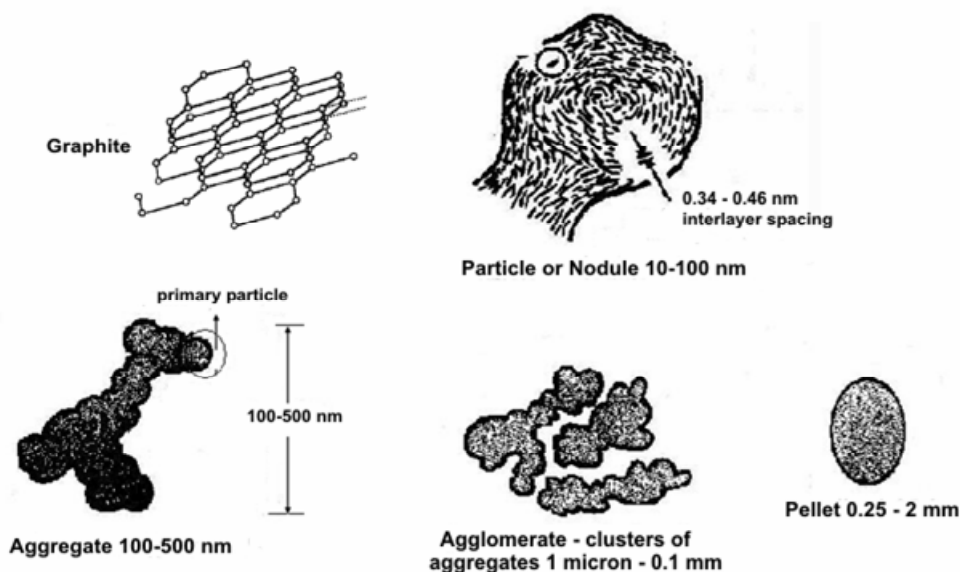 Graphite
0.34 - 0.46 nm
interlayer spacing
Particle or Nodule 10-100 nm
primary particle
100-500 nm
Aggregate 100-500 nm
Agglomerate - clusters of
aggregates 1 micron - 0.1 mm
Pellet 0.25 - 2 mm